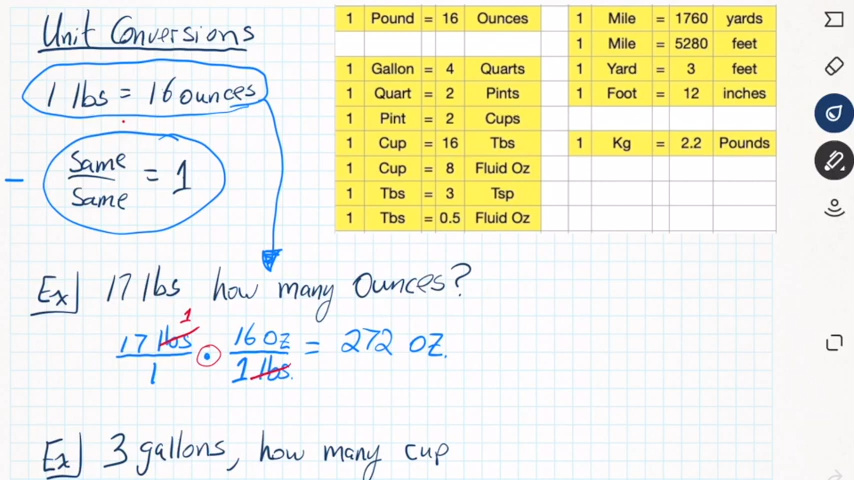 Unit Conversions
1 lbs = 16 ounces
Same
Same
= 1
1 Pound = 16 Ounces
1 Gallon = 4 Quarts
1 Quart = 2 Pints
1 Pint = 2 Cups
1 Cup = 16 Tbs
1 Cup = 8 Fluid Oz
1 Tbs = 3 Tsp
1 Tbs = 0.5 Fluid Oz
1 Mile = 1760 yards
1 Mile = 5280 feet
1 Yard = 3 feet
1 Foot = 12 inches
1 Kg = 2.2 Pounds
Ex] 17 lbs how many Ounces?
1
17 lbs • 16 oz = 272 oz.
1 1 lbs.
Ex] 3 gallons, how many cup